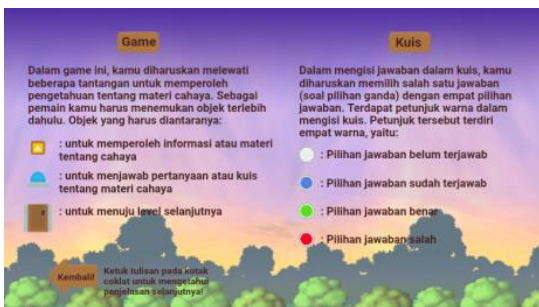 Game
Dalam game ini, kamu diharuskan melewati
beberapa tantangan untuk memperoleh
pengetahuan tentang materi cahaya. Sebagai
pemain kamu harus menemukan objek terlebih
dahulu. Objek yang harus diantaranya:
: untuk memperoleh informasi atau materi
tentang cahaya
: untuk menjawab pertanyaan atau kuis
tentang materi cahaya
: untuk menuju level selanjutnya
Kembali!
Ketuk tulisan pada kotak
coklat untuk mengetahui
penjelasan selanjutnya!
Kuis
Dalam mengisi jawaban dalam kuis, kamu
diharuskan memilih salah satu jawaban
(soal pilihan ganda) dengan empat pilihan
jawaban. Terdapat petunjuk warna dalam
mengisi kuis. Petunjuk tersebut terdiri
empat warna, yaitu:
: Pilihan jawaban belum terjawab
: Pilihan jawaban sudah terjawab
: Pilihan jawaban benar
: Pilihan jawaban salah